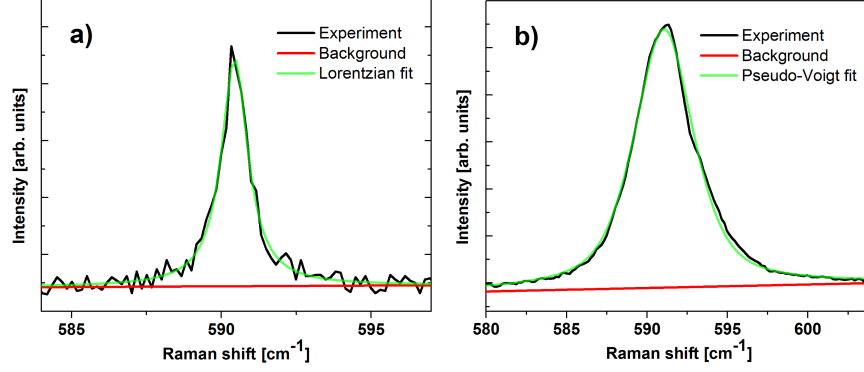 a)
Experiment
Background
Lorentzian fit
Intensity [arb. units]
585 590 595
Raman shift [cm-1]
b)
Experiment
Background
Pseudo-Voigt fit
Intensity [arb. units]
580 585 590 595 600
Raman shift [cm-1]